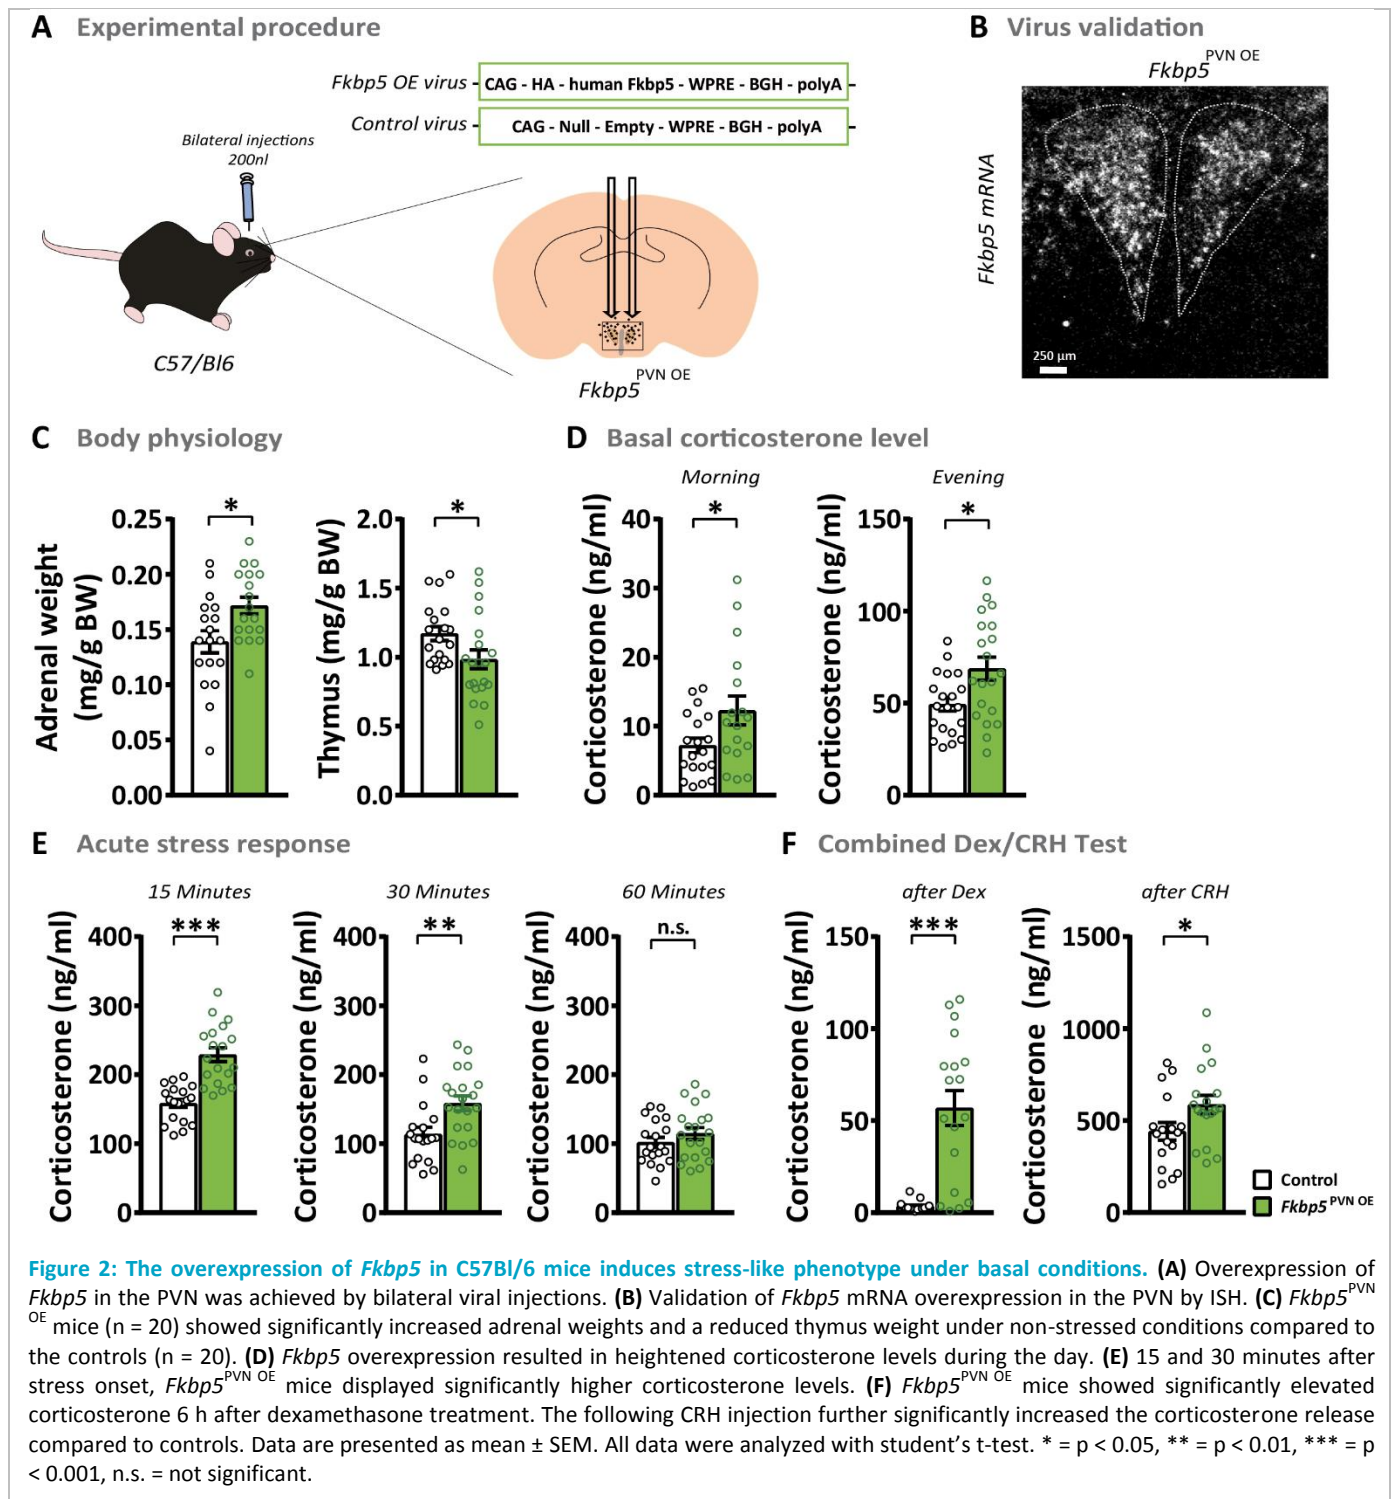 A Experimental procedure
Fkbp5 OE virus CAG - HA - human Fkbp5 - WPRE - BGH - polyA
Control virus CAG - Null - Empty - WPRE - BGH - polyA
Bilateral injections
200nl
C57/Bl6
Fkbp5 PVN OE
B Virus validation
Fkbp5 PVN OE
Fkbp5 mRNA
250 µm
C Body physiology
Adrenal weight
(mg/g BW)
0.25
0.20
0.15
0.10
0.05
0.00
*
Thymus (mg/g BW)
2.0
1.5
1.0
0.5
0.0
*
D Basal corticosterone level
Morning
Corticosterone (ng/ml)
40
30
20
10
0
*
Evening
Corticosterone (ng/ml)
150
100
50
0
*
E Acute stress response
15 Minutes
Corticosterone (ng/ml)
400
300
200
100
0
***
30 Minutes
Corticosterone (ng/ml)
400
300
200
100
0
**
60 Minutes
Corticosterone (ng/ml)
400
300
200
100
0
n.s.
F Combined Dex/CRH Test
after Dex
Corticosterone (ng/ml)
150
100
50
0
***
after CRH
Corticosterone (ng/ml)
1500
1000
500
0
*
Control
Fkbp5 PVN OE
Figure 2: The overexpression of Fkbp5 in C57Bl/6 mice induces stress-like phenotype under basal conditions. (A) Overexpression of
Fkbp5 in the PVN was achieved by bilateral viral injections. (B) Validation of Fkbp5 mRNA overexpression in the PVN by ISH. (C) Fkbp5PVN
OE mice (n = 20) showed significantly increased adrenal weights and a reduced thymus weight under non-stressed conditions compared to
the controls (n = 20). (D) Fkbp5 overexpression resulted in heightened corticosterone levels during the day. (E) 15 and 30 minutes after
stress onset, Fkbp5PVN OE mice displayed significantly higher corticosterone levels. (F) Fkbp5PVN OE mice showed significantly elevated
corticosterone 6 h after dexamethasone treatment. The following CRH injection further significantly increased the corticosterone release
compared to controls. Data are presented as mean ± SEM. All data were analyzed with student’s t-test. * = p < 0.05, ** = p < 0.01, *** = p
< 0.001, n.s. = not significant.